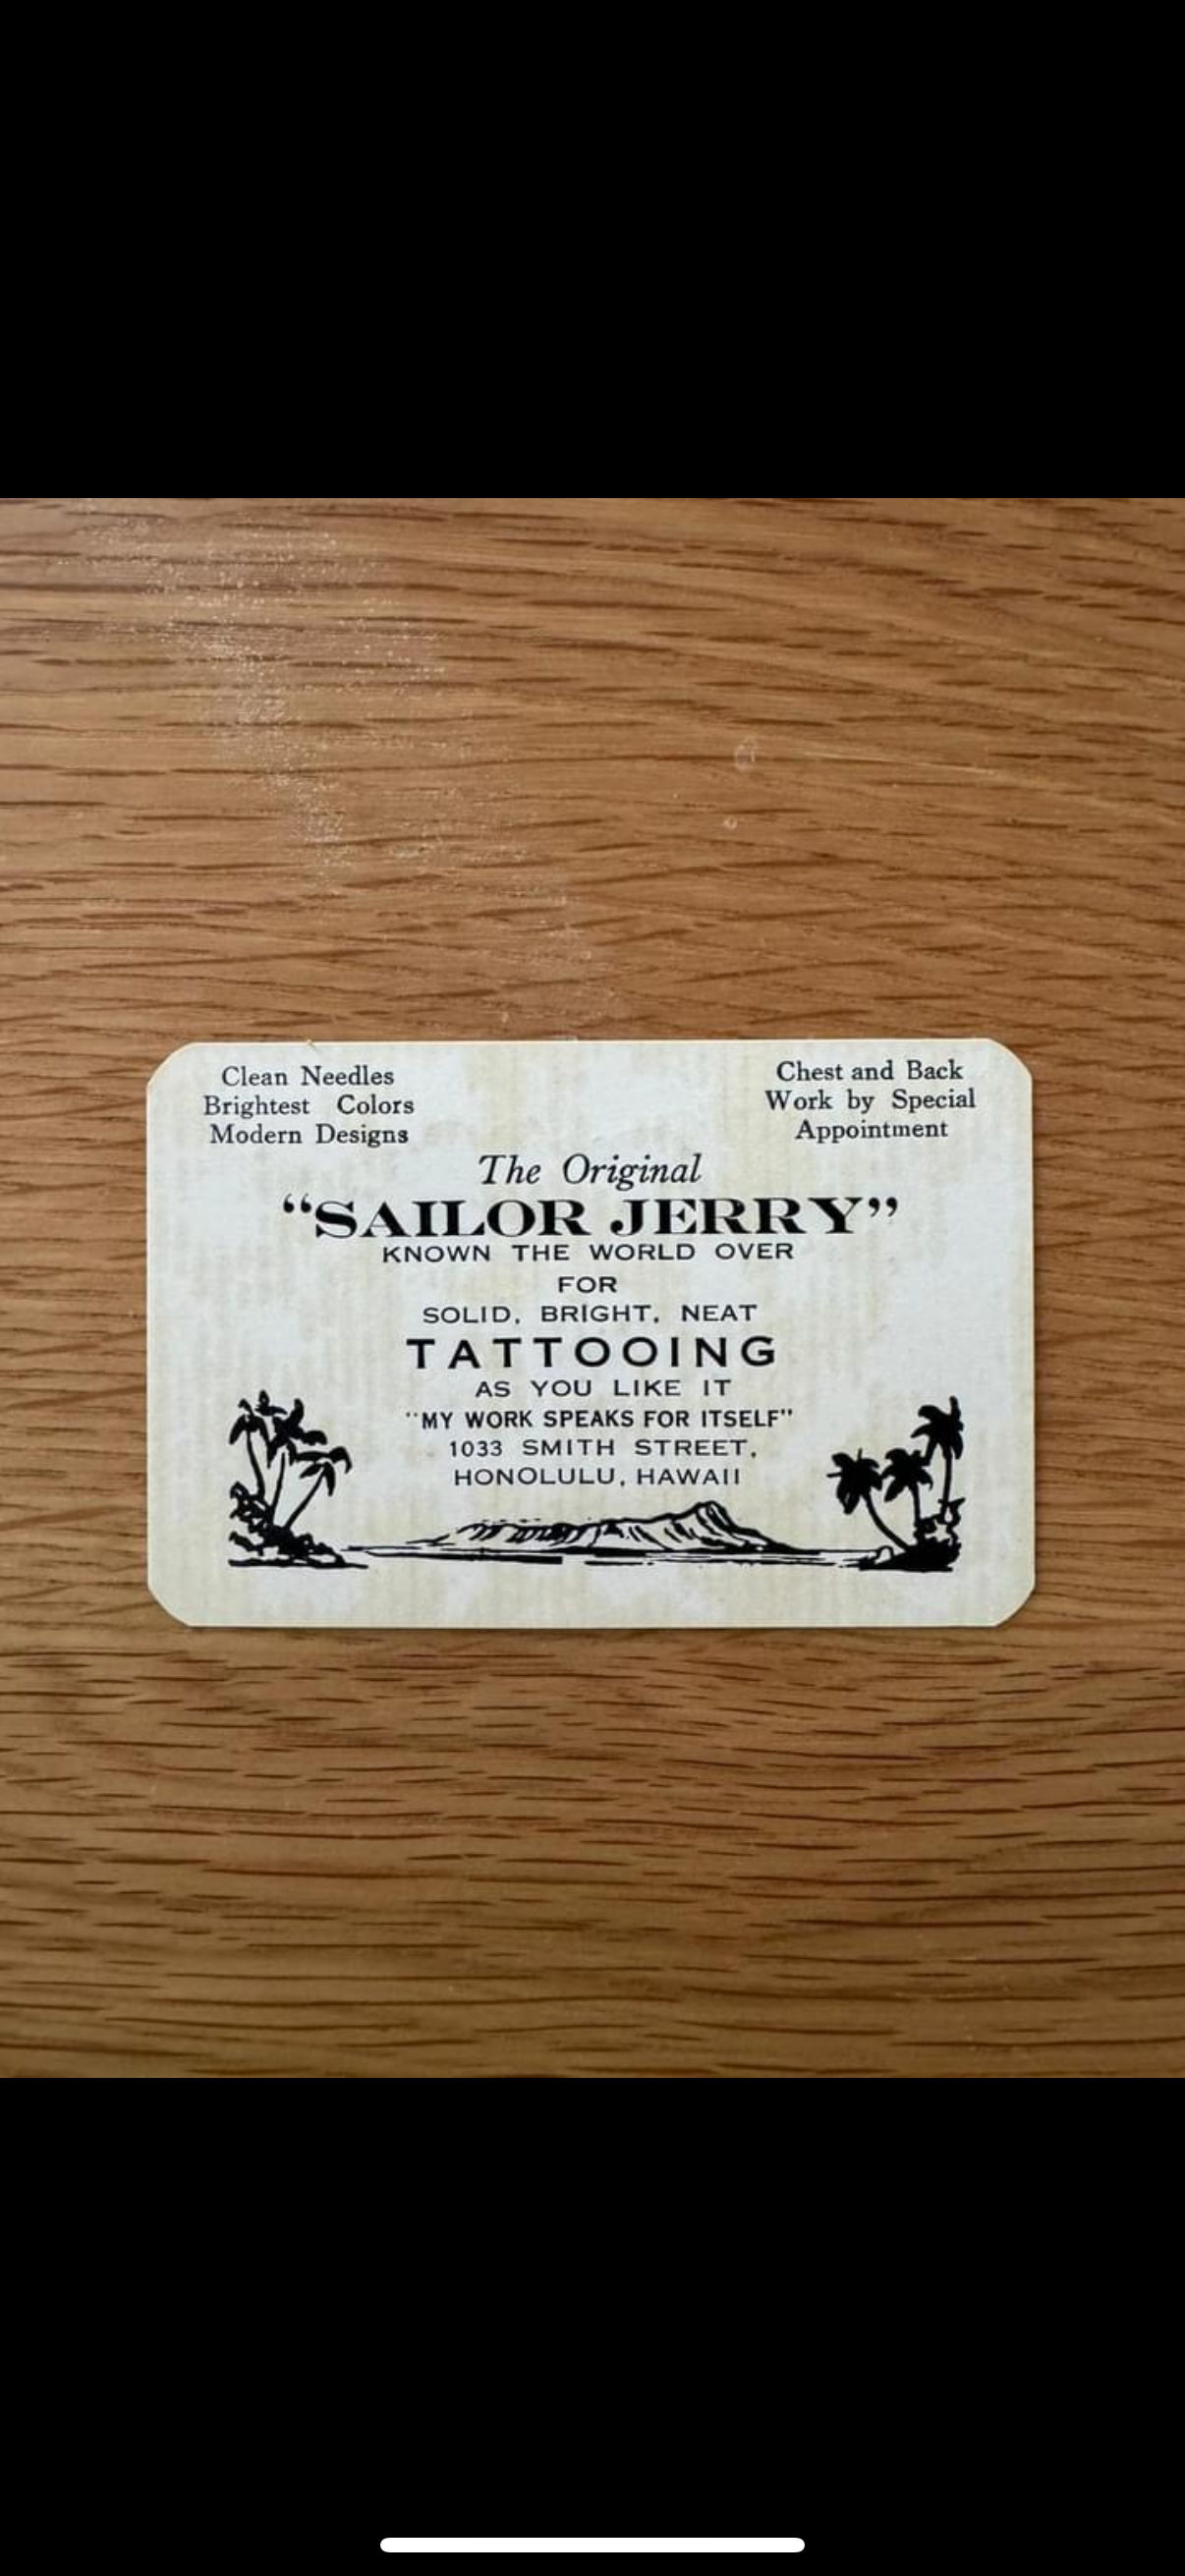 Clean Needles
Brightest Colors
Modern Designs
Chest and Back
Work by Special
Appointment
The Original
“SAILOR JERRY”
KNOWN THE WORLD OVER
FOR
SOLID, BRIGHT, NEAT
TATTOOING
AS YOU LIKE IT
"MY WORK SPEAKS FOR ITSELF"
1033 SMITH STREET,
HONOLULU, HAWAII